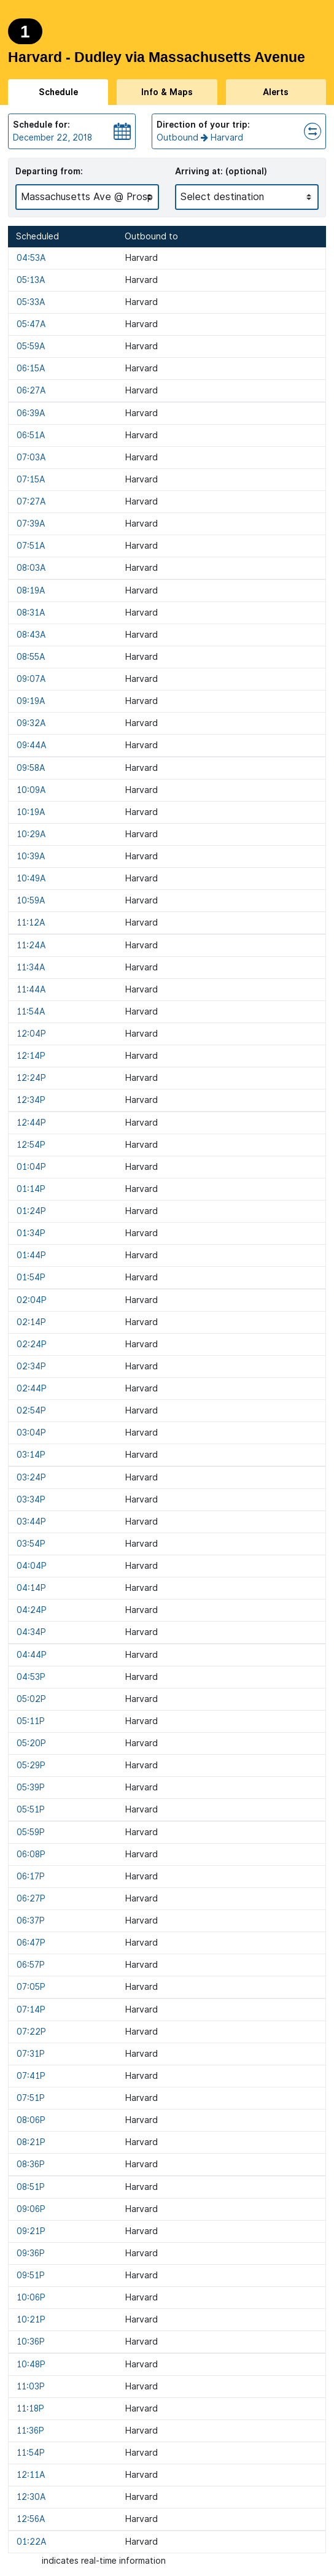 1
Harvard - Dudley via Massachusetts Avenue
Schedule Info & Maps Alerts
Schedule for:
December 22, 2018
Direction of your trip:
Outbound → Harvard
Departing from: Arriving at: (optional)
Massachusetts Ave @ Prosp Select destination
Scheduled Outbound to
04:53A Harvard
05:13A Harvard
05:33A Harvard
05:47A Harvard
05:59A Harvard
06:15A Harvard
06:27A Harvard
06:39A Harvard
06:51A Harvard
07:03A Harvard
07:15A Harvard
07:27A Harvard
07:39A Harvard
07:51A Harvard
08:03A Harvard
08:19A Harvard
08:31A Harvard
08:43A Harvard
08:55A Harvard
09:07A Harvard
09:19A Harvard
09:32A Harvard
09:44A Harvard
09:58A Harvard
10:09A Harvard
10:19A Harvard
10:29A Harvard
10:39A Harvard
10:49A Harvard
10:59A Harvard
11:12A Harvard
11:24A Harvard
11:34A Harvard
11:44A Harvard
11:54A Harvard
12:04P Harvard
12:14P Harvard
12:24P Harvard
12:34P Harvard
12:44P Harvard
12:54P Harvard
01:04P Harvard
01:14P Harvard
01:24P Harvard
01:34P Harvard
01:44P Harvard
01:54P Harvard
02:04P Harvard
02:14P Harvard
02:24P Harvard
02:34P Harvard
02:44P Harvard
02:54P Harvard
03:04P Harvard
03:14P Harvard
03:24P Harvard
03:34P Harvard
03:44P Harvard
03:54P Harvard
04:04P Harvard
04:14P Harvard
04:24P Harvard
04:34P Harvard
04:44P Harvard
04:53P Harvard
05:02P Harvard
05:11P Harvard
05:20P Harvard
05:29P Harvard
05:39P Harvard
05:51P Harvard
05:59P Harvard
06:08P Harvard
06:17P Harvard
06:27P Harvard
06:37P Harvard
06:47P Harvard
06:57P Harvard
07:05P Harvard
07:14P Harvard
07:22P Harvard
07:31P Harvard
07:41P Harvard
07:51P Harvard
08:06P Harvard
08:21P Harvard
08:36P Harvard
08:51P Harvard
09:06P Harvard
09:21P Harvard
09:36P Harvard
09:51P Harvard
10:06P Harvard
10:21P Harvard
10:36P Harvard
10:48P Harvard
11:03P Harvard
11:18P Harvard
11:36P Harvard
11:54P Harvard
12:11A Harvard
12:30A Harvard
12:56A Harvard
01:22A Harvard
indicates real-time information